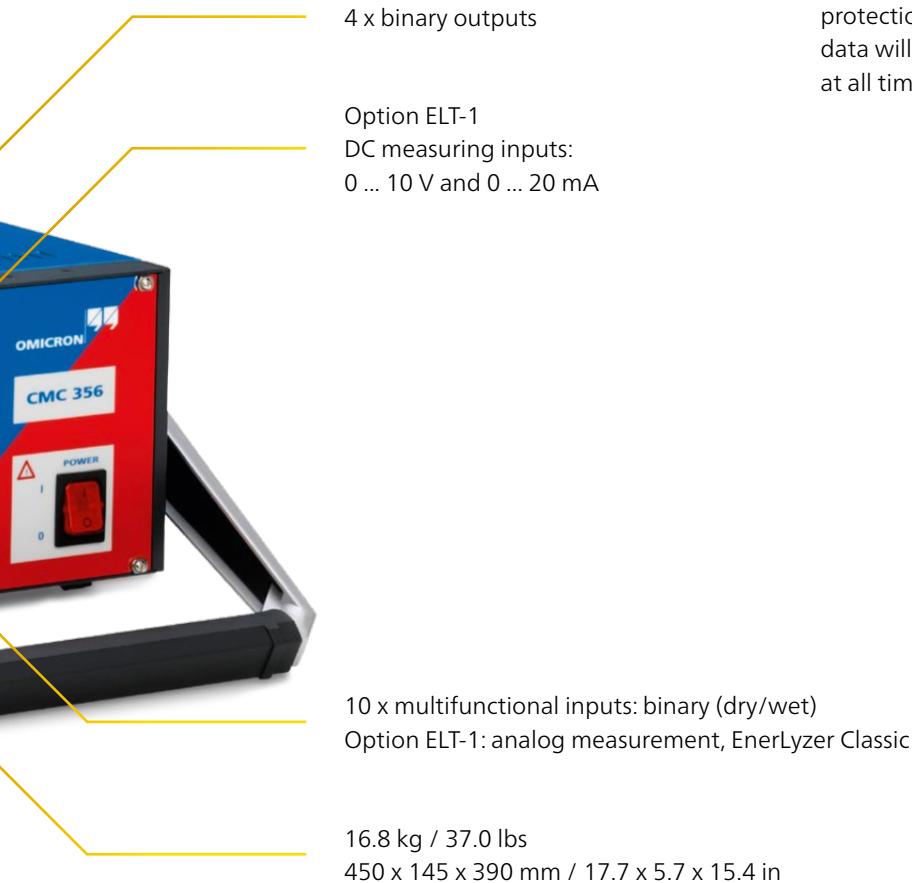 4 x binary outputs
Option ELT-1
DC measuring inputs:
0 ... 10 V and 0 ... 20 mA
at all tim
data will
OMICRON
CMC 356
POWER
I
0
10 x multifunctional inputs: binary (dry/wet)
Option ELT-1: analog measurement, EnerLyzer Classic
16.8 kg / 37.0 lbs
450 x 145 x 390 mm / 17.7 x 5.7 x 15.4 in